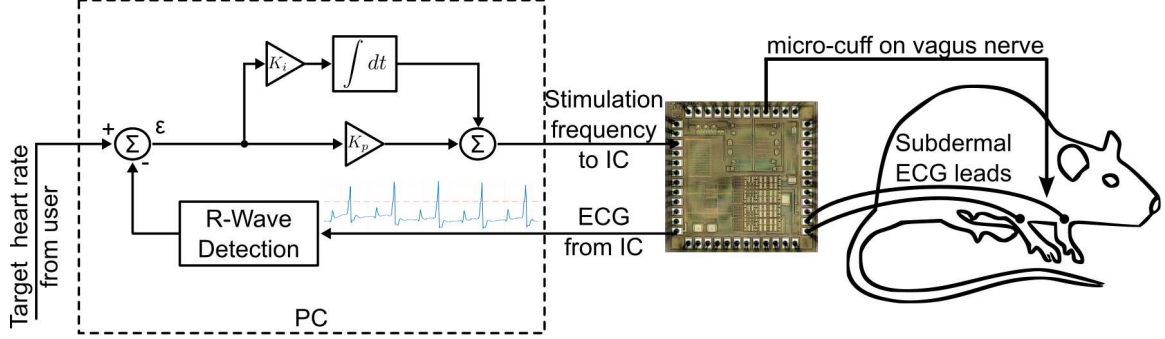 Target heart rate
from user
+
Σ
-
ε
K_i
∫ dt
K_p
Σ
R-Wave
Detection
PC
Stimulation
frequency
to IC
ECG
from IC
micro-cuff on vagus nerve
Subdermal
ECG leads